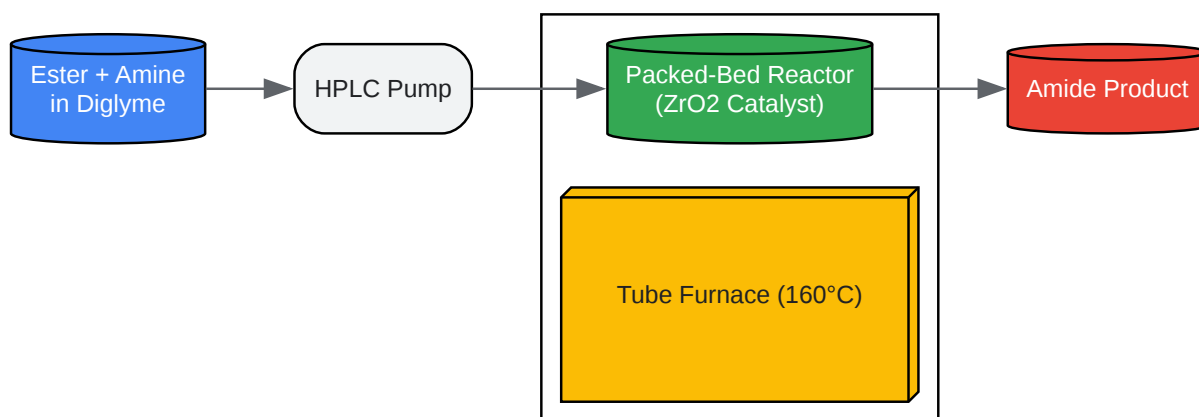 Ester + Amine
in Diglyme
HPLC Pump
Packed-Bed Reactor
(ZrO2 Catalyst)
Amide Product
Tube Furnace (160°C)